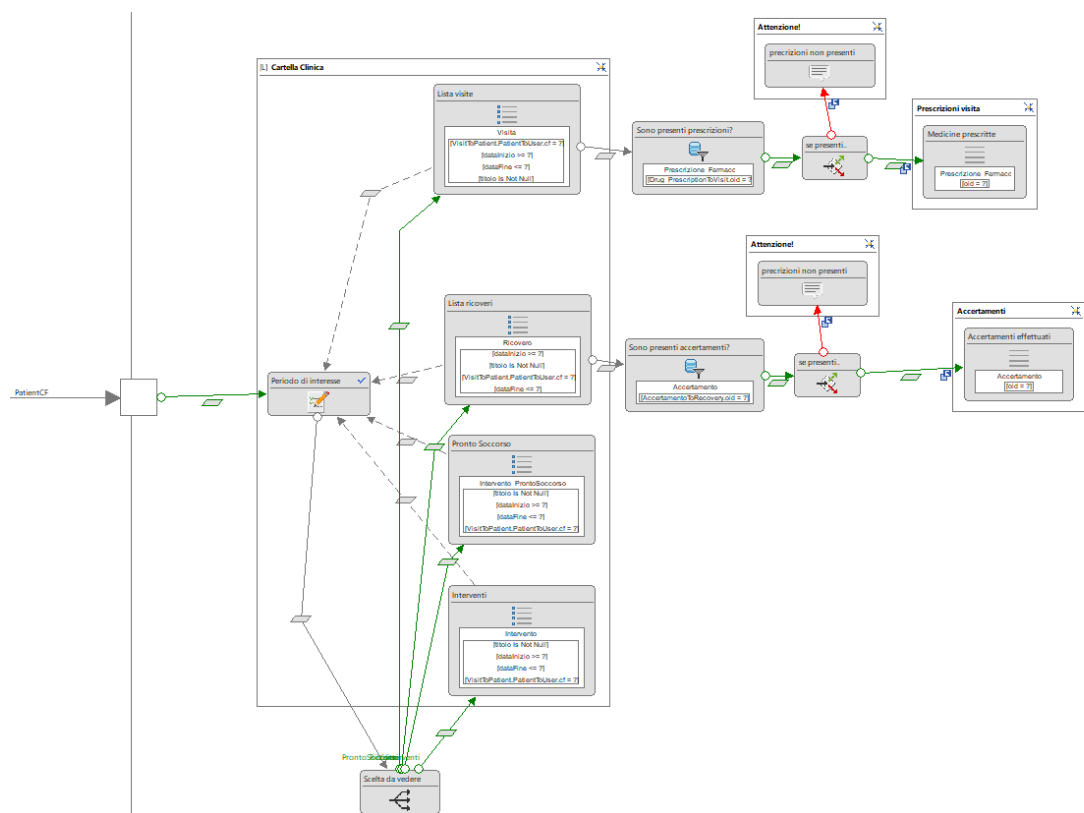 Attenzione!
precrizioni non presenti
[L] Cartella Clinica
Lista visite
Visita
[VisitToPatient.PatientToUser.cf = ?]
[dataInizio >= ?]
[dataFine <= ?]
[titolo Is Not Null]
Sono presenti prescrizioni?
Prescrizione_Farmacc
[Drug_PrescriptionToVisit.oid = ?
se presenti..
Prescrizioni visita
Medicine prescritte
Prescrizione_Farmacc
[oid = ?]
Attenzione!
precrizioni non presenti
Lista ricoveri
Ricovero
[dataInizio >= ?]
[titolo Is Not Null]
[VisitToPatient.PatientToUser.cf = ?]
[dataFine <= ?]
Sono presenti accertamenti?
Accertamento
[AccertamentoToRecovery.oid = ?]
se presenti..
Accertamenti
Accertamenti effettuati
Accertamento
[oid = ?]
Periodo di interesse
PatientCF
Pronto Soccorso
Intervento_ProntoSoccorso
[titolo Is Not Null]
[dataInizio >= ?]
[dataFine <= ?]
[VisitToPatient.PatientToUser.cf = ?]
Interventi
Intervento
[titolo Is Not Null]
[dataInizio >= ?]
[dataFine <= ?]
[VisitToPatient.PatientToUser.cf = ?]
Scelta da vedere